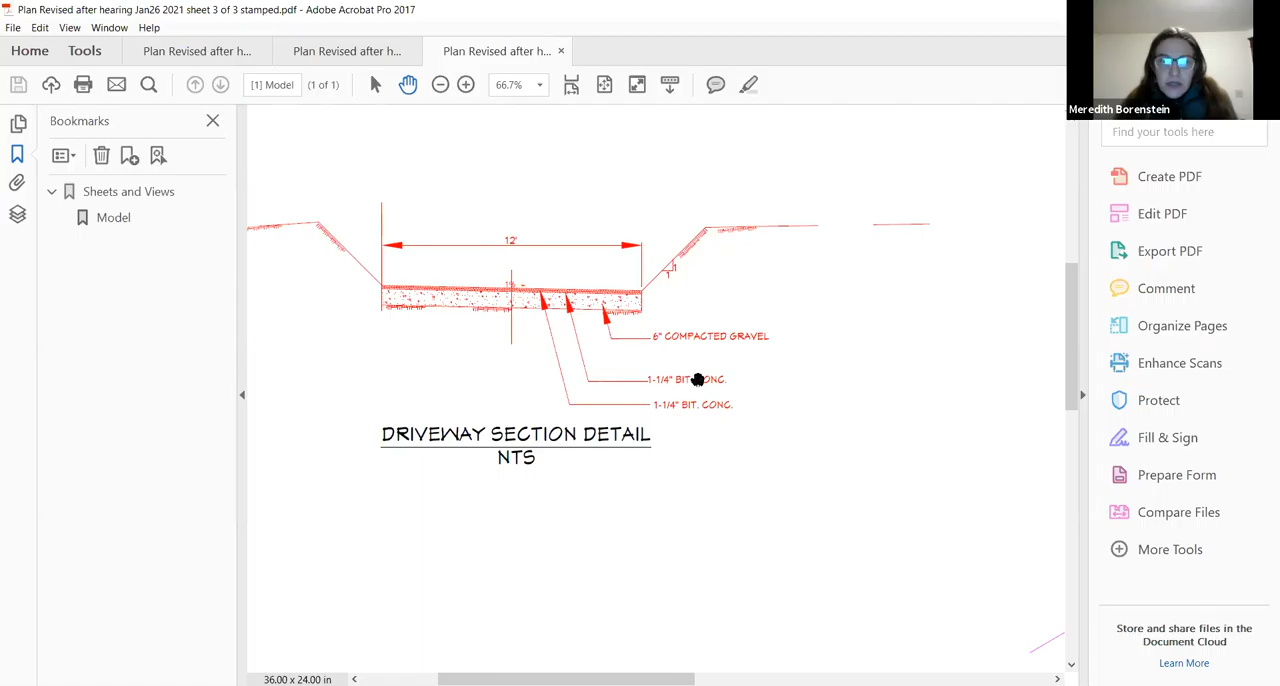 Plan Revised after hearing Jan26 2021 sheet 3 of 3 stamped.pdf - Adobe Acrobat Pro 2017
File Edit View Window Help
Home Tools Plan Revised after h... Plan Revised after h... Plan Revised after h... ×
[1] Model (1 of 1) 66.7%
Meredith Borenstein
Bookmarks
Sheets and Views
Model
12'
1
1
6" COMPACTED GRAVEL
1-1/4" BIT. CONC.
1-1/4" BIT. CONC.
DRIVEWAY SECTION DETAIL
NTS
36.00 x 24.00 in
Find your tools here
Create PDF
Edit PDF
Export PDF
Comment
Organize Pages
Enhance Scans
Protect
Fill & Sign
Prepare Form
Compare Files
More Tools
Store and share files in the
Document Cloud
Learn More